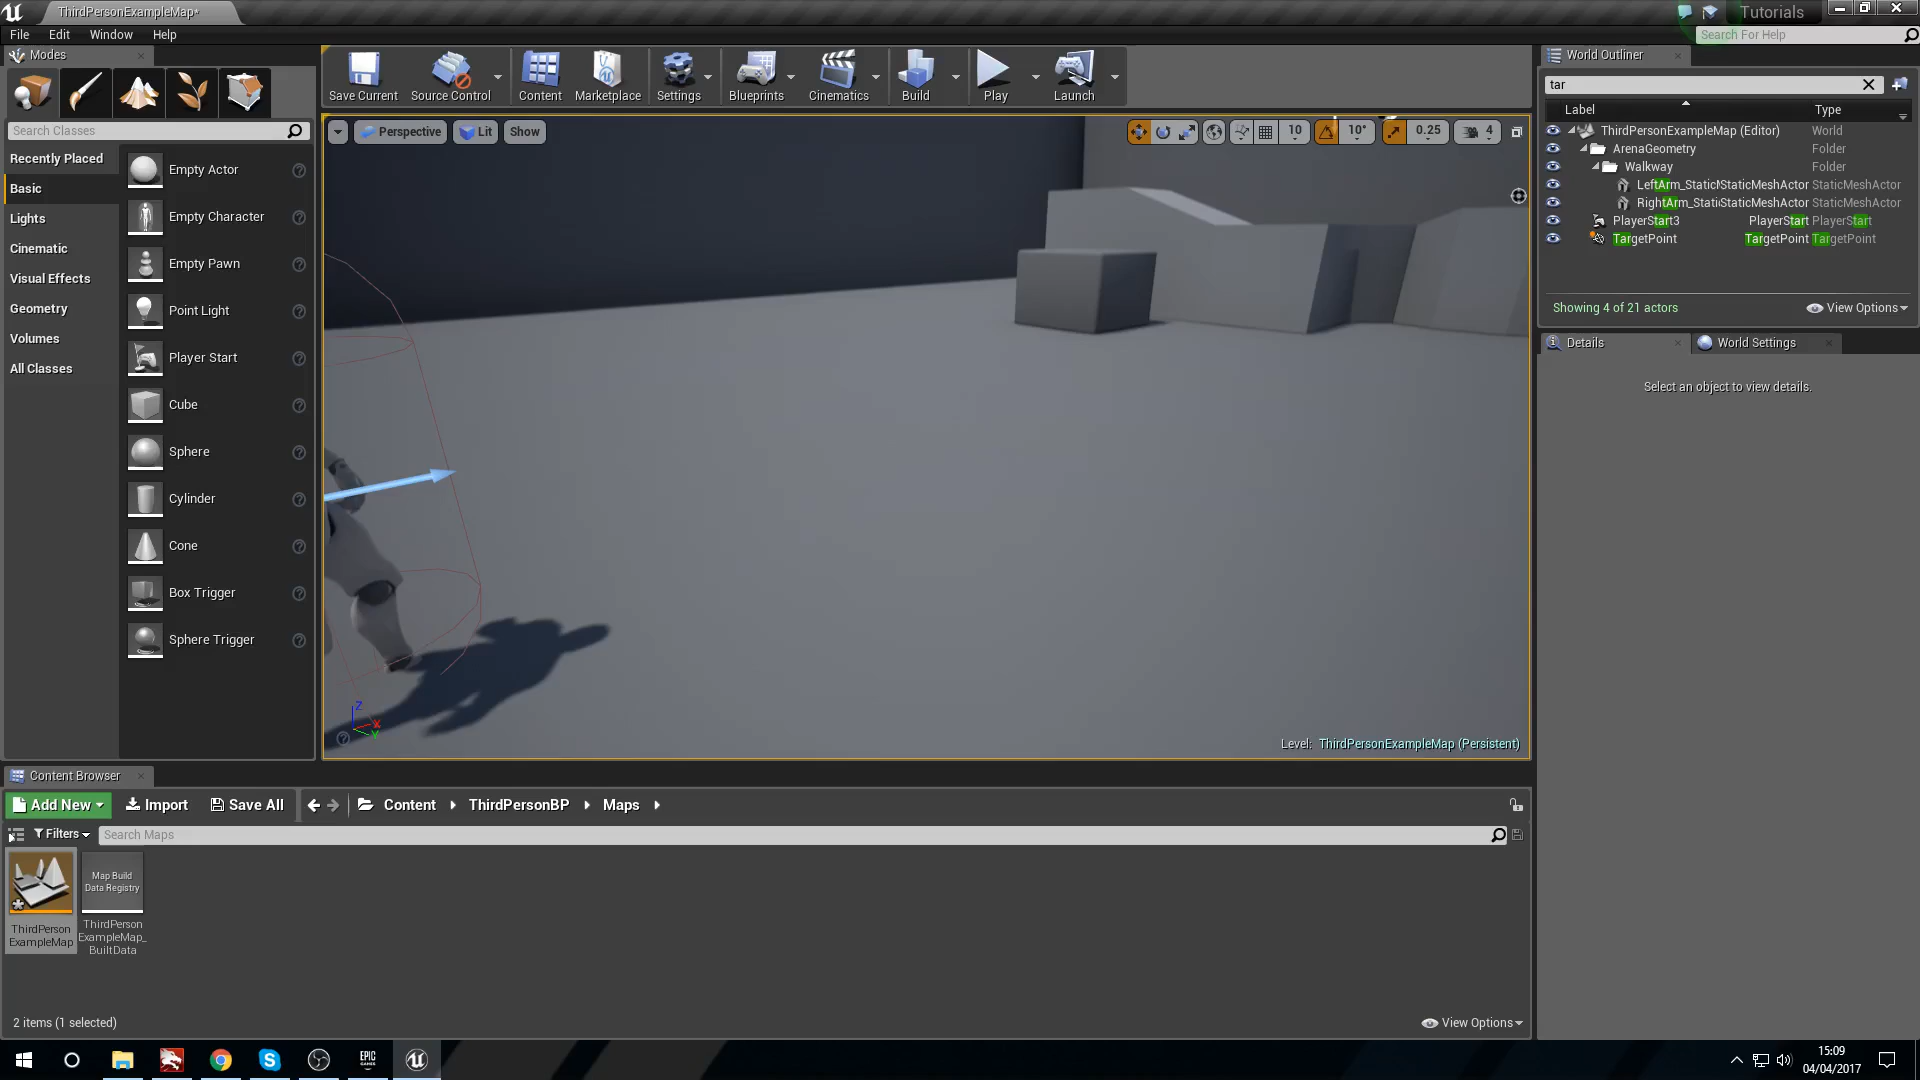 ThirdPersonExampleMap*
Tutorials
File Edit Window Help
Search For Help
Modes
Save Current
Source Control
Content
Marketplace
Settings
Blueprints
Cinematics
Build
Play
Launch
World Outliner
tar
Label Type
Search Classes
Perspective
Lit
Show
10
10°
0.25
4
ThirdPersonExampleMap (Editor) World
ArenaGeometry Folder
Walkway Folder
LeftArm_StaticMStaticMeshActor StaticMeshActor
RightArm_StatiStaticMeshActor StaticMeshActor
PlayerStart3 PlayerStart PlayerStart
TargetPoint TargetPoint TargetPoint
Showing 4 of 21 actors
View Options
Recently Placed
Basic
Lights
Cinematic
Visual Effects
Geometry
Volumes
All Classes
Empty Actor
Empty Character
Empty Pawn
Point Light
Player Start
Cube
Sphere
Cylinder
Cone
Box Trigger
Sphere Trigger
Details
World Settings
Select an object to view details.
Z
X
Y
Level: ThirdPersonExampleMap (Persistent)
Content Browser
Add New
Import
Save All
Content
ThirdPersonBP
Maps
Filters
Search Maps
Map Build
Data Registry
ThirdPerson
ExampleMap
ThirdPerson
ExampleMap_
BuiltData
2 items (1 selected)
View Options
EPIC
GAMES
15:09
04/04/2017